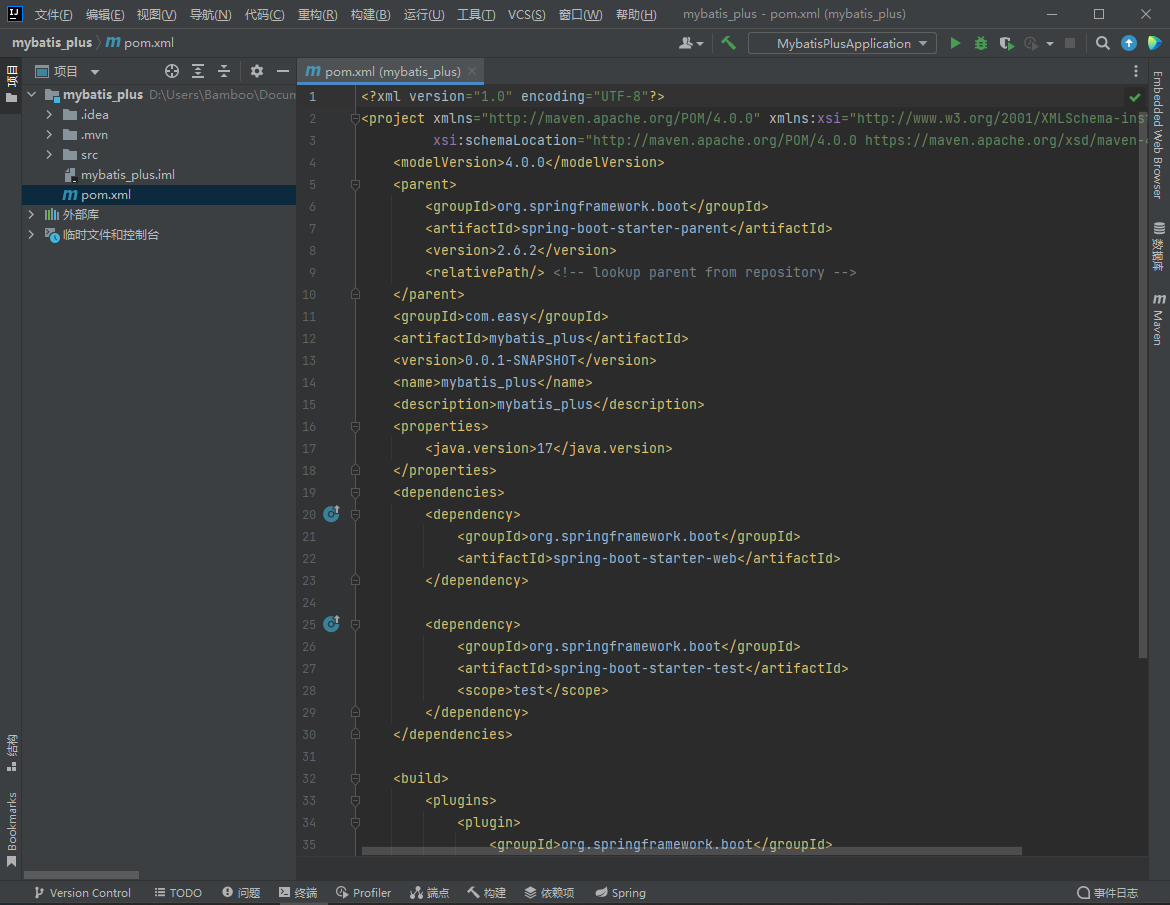 文件(F) 编辑(E) 视图(V) 导航(N) 代码(C) 重构(R) 构建(B) 运行(U) 工具(T) VCS(S) 窗口(W) 帮助(H) mybatis_plus - pom.xml (mybatis_plus)
mybatis_plus pom.xml MybatisPlusApplication
项目
项目
pom.xml (mybatis_plus)
mybatis_plus D:\Users\Bamboo\Docun
.idea
.mvn
src
mybatis_plus.iml
pom.xml
外部库
临时文件和控制台
1 <?xml version="1.0" encoding="UTF-8"?>
2 <project xmlns="http://maven.apache.org/POM/4.0.0" xmlns:xsi="http://www.w3.org/2001/XMLSchema-ins
3 xsi:schemaLocation="http://maven.apache.org/POM/4.0.0 https://maven.apache.org/xsd/maven-
4 <modelVersion>4.0.0</modelVersion>
5 <parent>
6 <groupId>org.springframework.boot</groupId>
7 <artifactId>spring-boot-starter-parent</artifactId>
8 <version>2.6.2</version>
9 <relativePath/> <!-- lookup parent from repository -->
10 </parent>
11 <groupId>com.easy</groupId>
12 <artifactId>mybatis_plus</artifactId>
13 <version>0.0.1-SNAPSHOT</version>
14 <name>mybatis_plus</name>
15 <description>mybatis_plus</description>
16 <properties>
17 <java.version>17</java.version>
18 </properties>
19 <dependencies>
20 <dependency>
21 <groupId>org.springframework.boot</groupId>
22 <artifactId>spring-boot-starter-web</artifactId>
23 </dependency>
24
25 <dependency>
26 <groupId>org.springframework.boot</groupId>
27 <artifactId>spring-boot-starter-test</artifactId>
28 <scope>test</scope>
29 </dependency>
30 </dependencies>
31
32 <build>
33 <plugins>
34 <plugin>
35 <groupId>org.springframework.boot</groupId>
Embedded Web Browser
数据库
Maven
结构
Bookmarks
Version Control TODO 问题 终端 Profiler 端点 构建 依赖项 Spring 事件日志